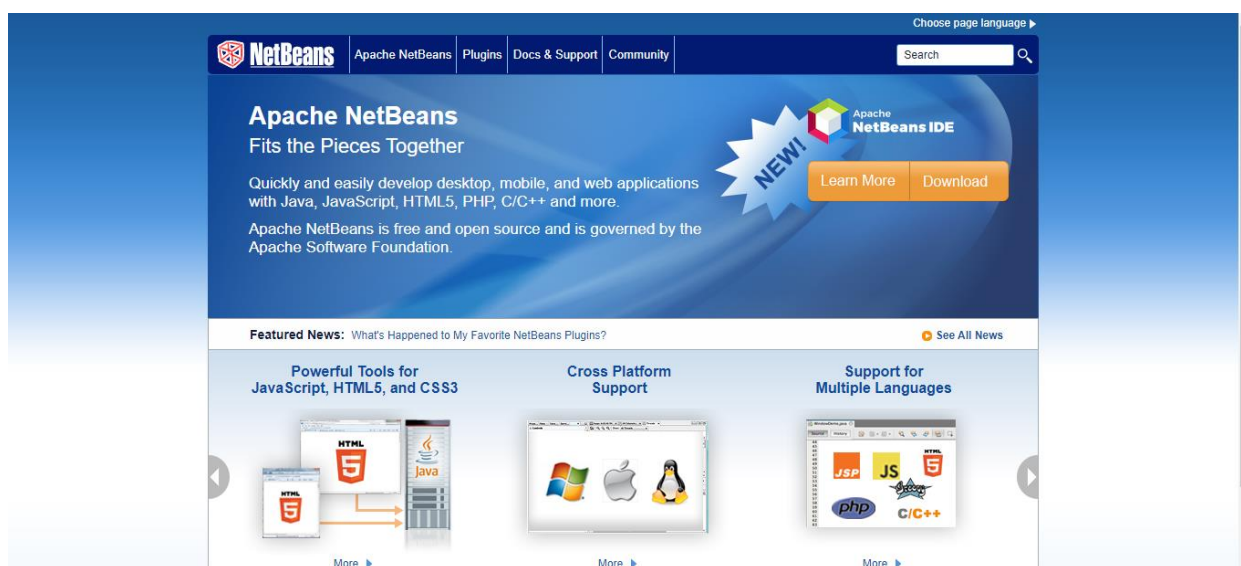 Choose page language
NetBeans
Apache NetBeans
Plugins
Docs & Support
Community
Search
Apache NetBeans
Fits the Pieces Together
Quickly and easily develop desktop, mobile, and web applications
with Java, JavaScript, HTML5, PHP, C/C++ and more.
Apache NetBeans is free and open source and is governed by the
Apache Software Foundation.
NEW!
Apache
NetBeans IDE
Learn More
Download
Featured News: What's Happened to My Favorite NetBeans Plugins?
See All News
Powerful Tools for
JavaScript, HTML5, and CSS3
Cross Platform
Support
Support for
Multiple Languages
HTML
5
HTML
5
Java
JSP
JS
HTML
5
Groovy
php
C/C++
More
More
More